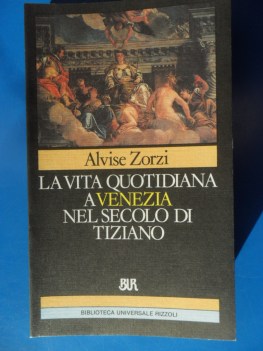 Alvise Zorzi
LA VITA QUOTIDIANA
A VENEZIA
NEL SECOLO DI
TIZIANO
BUR
BIBLIOTECA UNIVERSALE RIZZOLI